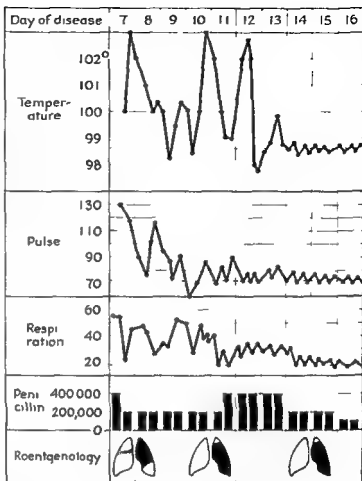 Day of disease 7 8 9 10 11 12 13 14 15 16
102°
Temper-
ature
100
99
98
130
110
Pulse
90
70
60
Respi
ration
40
20
Peni
cillin
400 000
200,000
0
Roentgenology